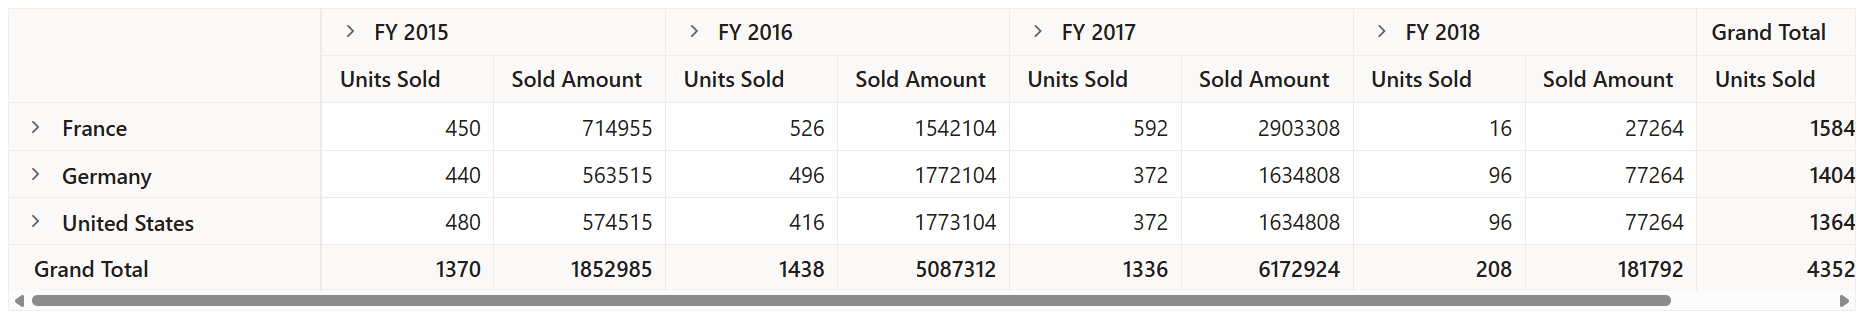 FY 2015 FY 2016 FY 2017 FY 2018 Grand Total
Units Sold Sold Amount Units Sold Sold Amount Units Sold Sold Amount Units Sold Sold Amount Units Sold
France 450 714955 526 1542104 592 2903308 16 27264 1584
Germany 440 563515 496 1772104 372 1634808 96 77264 1404
United States 480 574515 416 1773104 372 1634808 96 77264 1364
Grand Total 1370 1852985 1438 5087312 1336 6172924 208 181792 4352